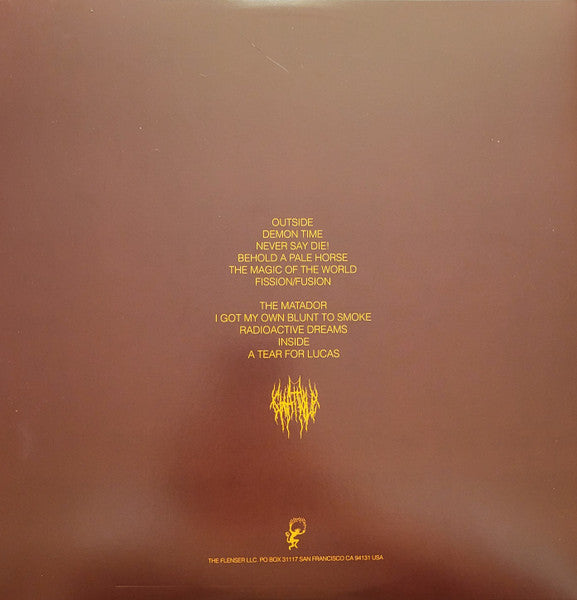 OUTSIDE
DEMON TIME
NEVER SAY DIE!
BEHOLD A PALE HORSE
THE MAGIC OF THE WORLD
FISSION/FUSION
THE MATADOR
I GOT MY OWN BLUNT TO SMOKE
RADIOACTIVE DREAMS
INSIDE
A TEAR FOR LUCAS
CHAT PILE
THE FLENSER LLC. PO BOX 31117 SAN FRANCISCO CA 94131 USA